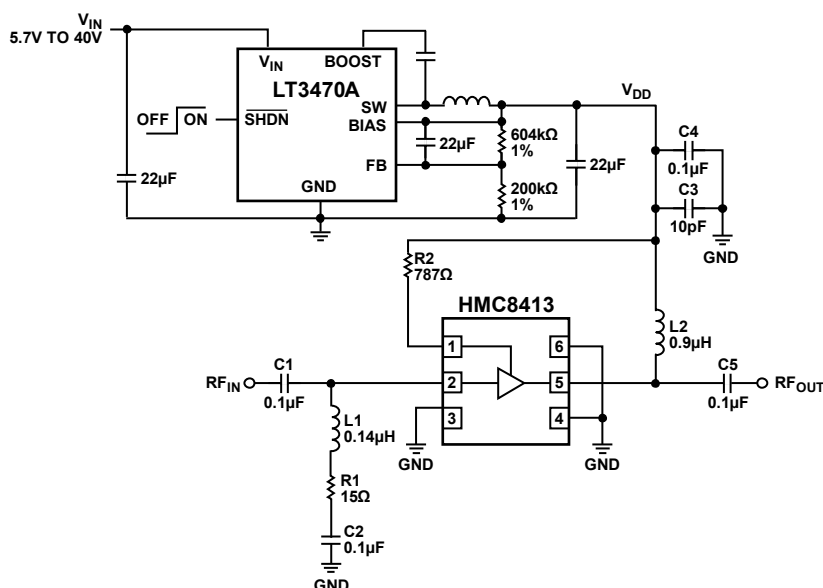 VIN
5.7V TO 40V
VIN
BOOST
LT3470A
OFF
ON
SHDN
SW
BIAS
FB
GND
22µF
22µF
604kΩ
1%
200kΩ
1%
22µF
VDD
C4
0.1µF
C3
10pF
GND
R2
787Ω
HMC8413
1
2
3
6
5
4
L2
0.9µH
RFIN
C1
0.1µF
C5
0.1µF
RFOUT
GND
GND
L1
0.14µH
R1
15Ω
C2
0.1µF
GND